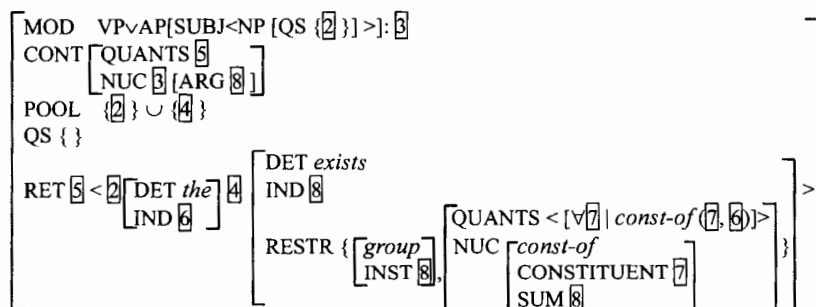 MOD VP∨AP[SUBJ<NP [QS {2}] >]: 3
CONT [QUANTS 5
NUC 3 [ARG 8 ]]
POOL {2 } ∪ {4 }
QS { }
RET 5 < 2 [DET the
IND 6] 4 [DET exists
IND 8
RESTR { [group
INST 8], [QUANTS < [∀7 | const-of (7, 6)]>
NUC [const-of
CONSTITUENT 7
SUM 8]] } ] >